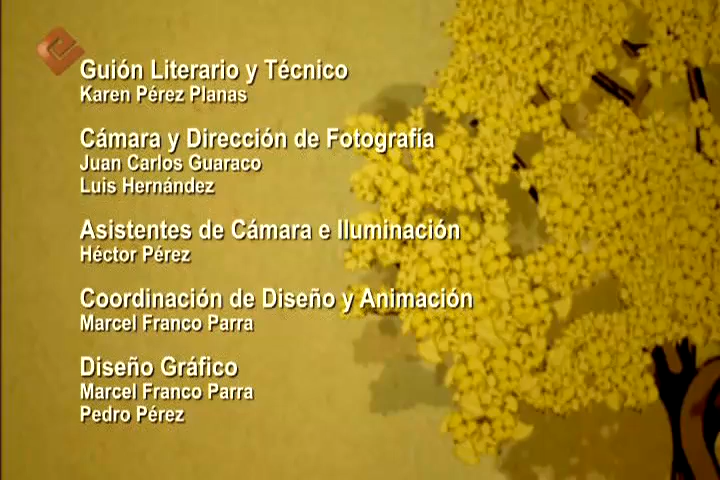 Guión Literario y Técnico
Karen Pérez Planas
Cámara y Dirección de Fotografía
Juan Carlos Guaraco
Luis Hernández
Asistentes de Cámara e Iluminación
Héctor Pérez
Coordinación de Diseño y Animación
Marcel Franco Parra
Diseño Gráfico
Marcel Franco Parra
Pedro Pérez